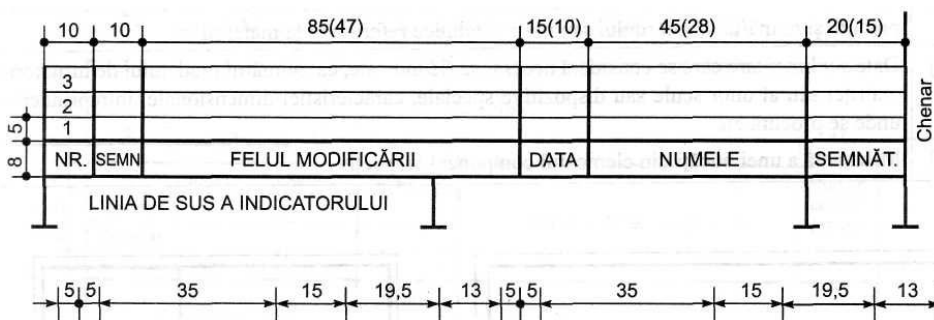 10 10 85(47) 15(10) 45(28) 20(15)
3
2
5 1
8 NR. SEMN FELUL MODIFICĂRII DATA NUMELE SEMNĂT.
Chenar
LINIA DE SUS A INDICATORULUI
5 5 35 15 19,5 13 5 5 35 15 19,5 13